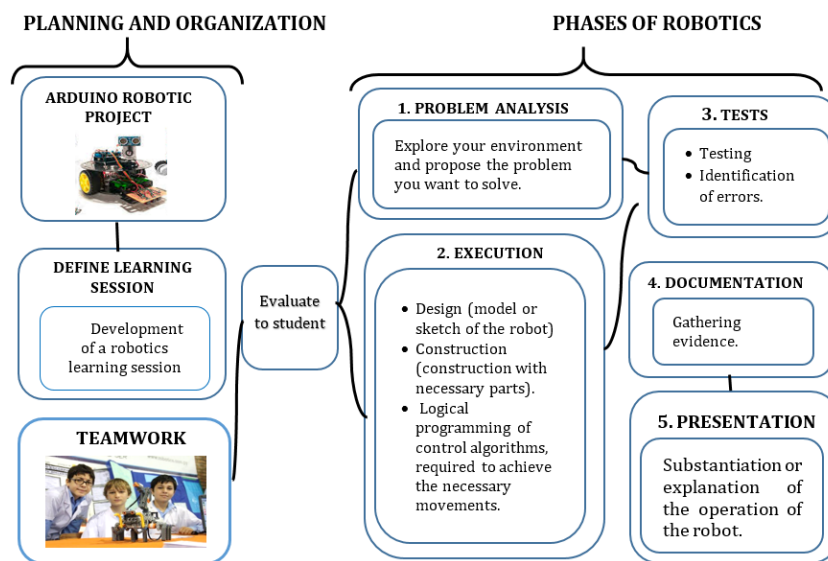 PLANNING AND ORGANIZATION
ARDUINO ROBOTIC
PROJECT
DEFINE LEARNING
SESSION
Development
of a robotics
learning session
TEAMWORK
Evaluate
to student
PHASES OF ROBOTICS
1. PROBLEM ANALYSIS
Explore your environment
and propose the problem
you want to solve.
2. EXECUTION
• Design (model or
sketch of the robot)
• Construction
(construction with
necessary parts).
• Logical
programming of
control algorithms,
required to achieve
the necessary
movements.
3. TESTS
• Testing
• Identification
of errors.
4. DOCUMENTATION
Gathering
evidence.
5. PRESENTATION
Substantiation or
explanation of
the operation of
the robot.